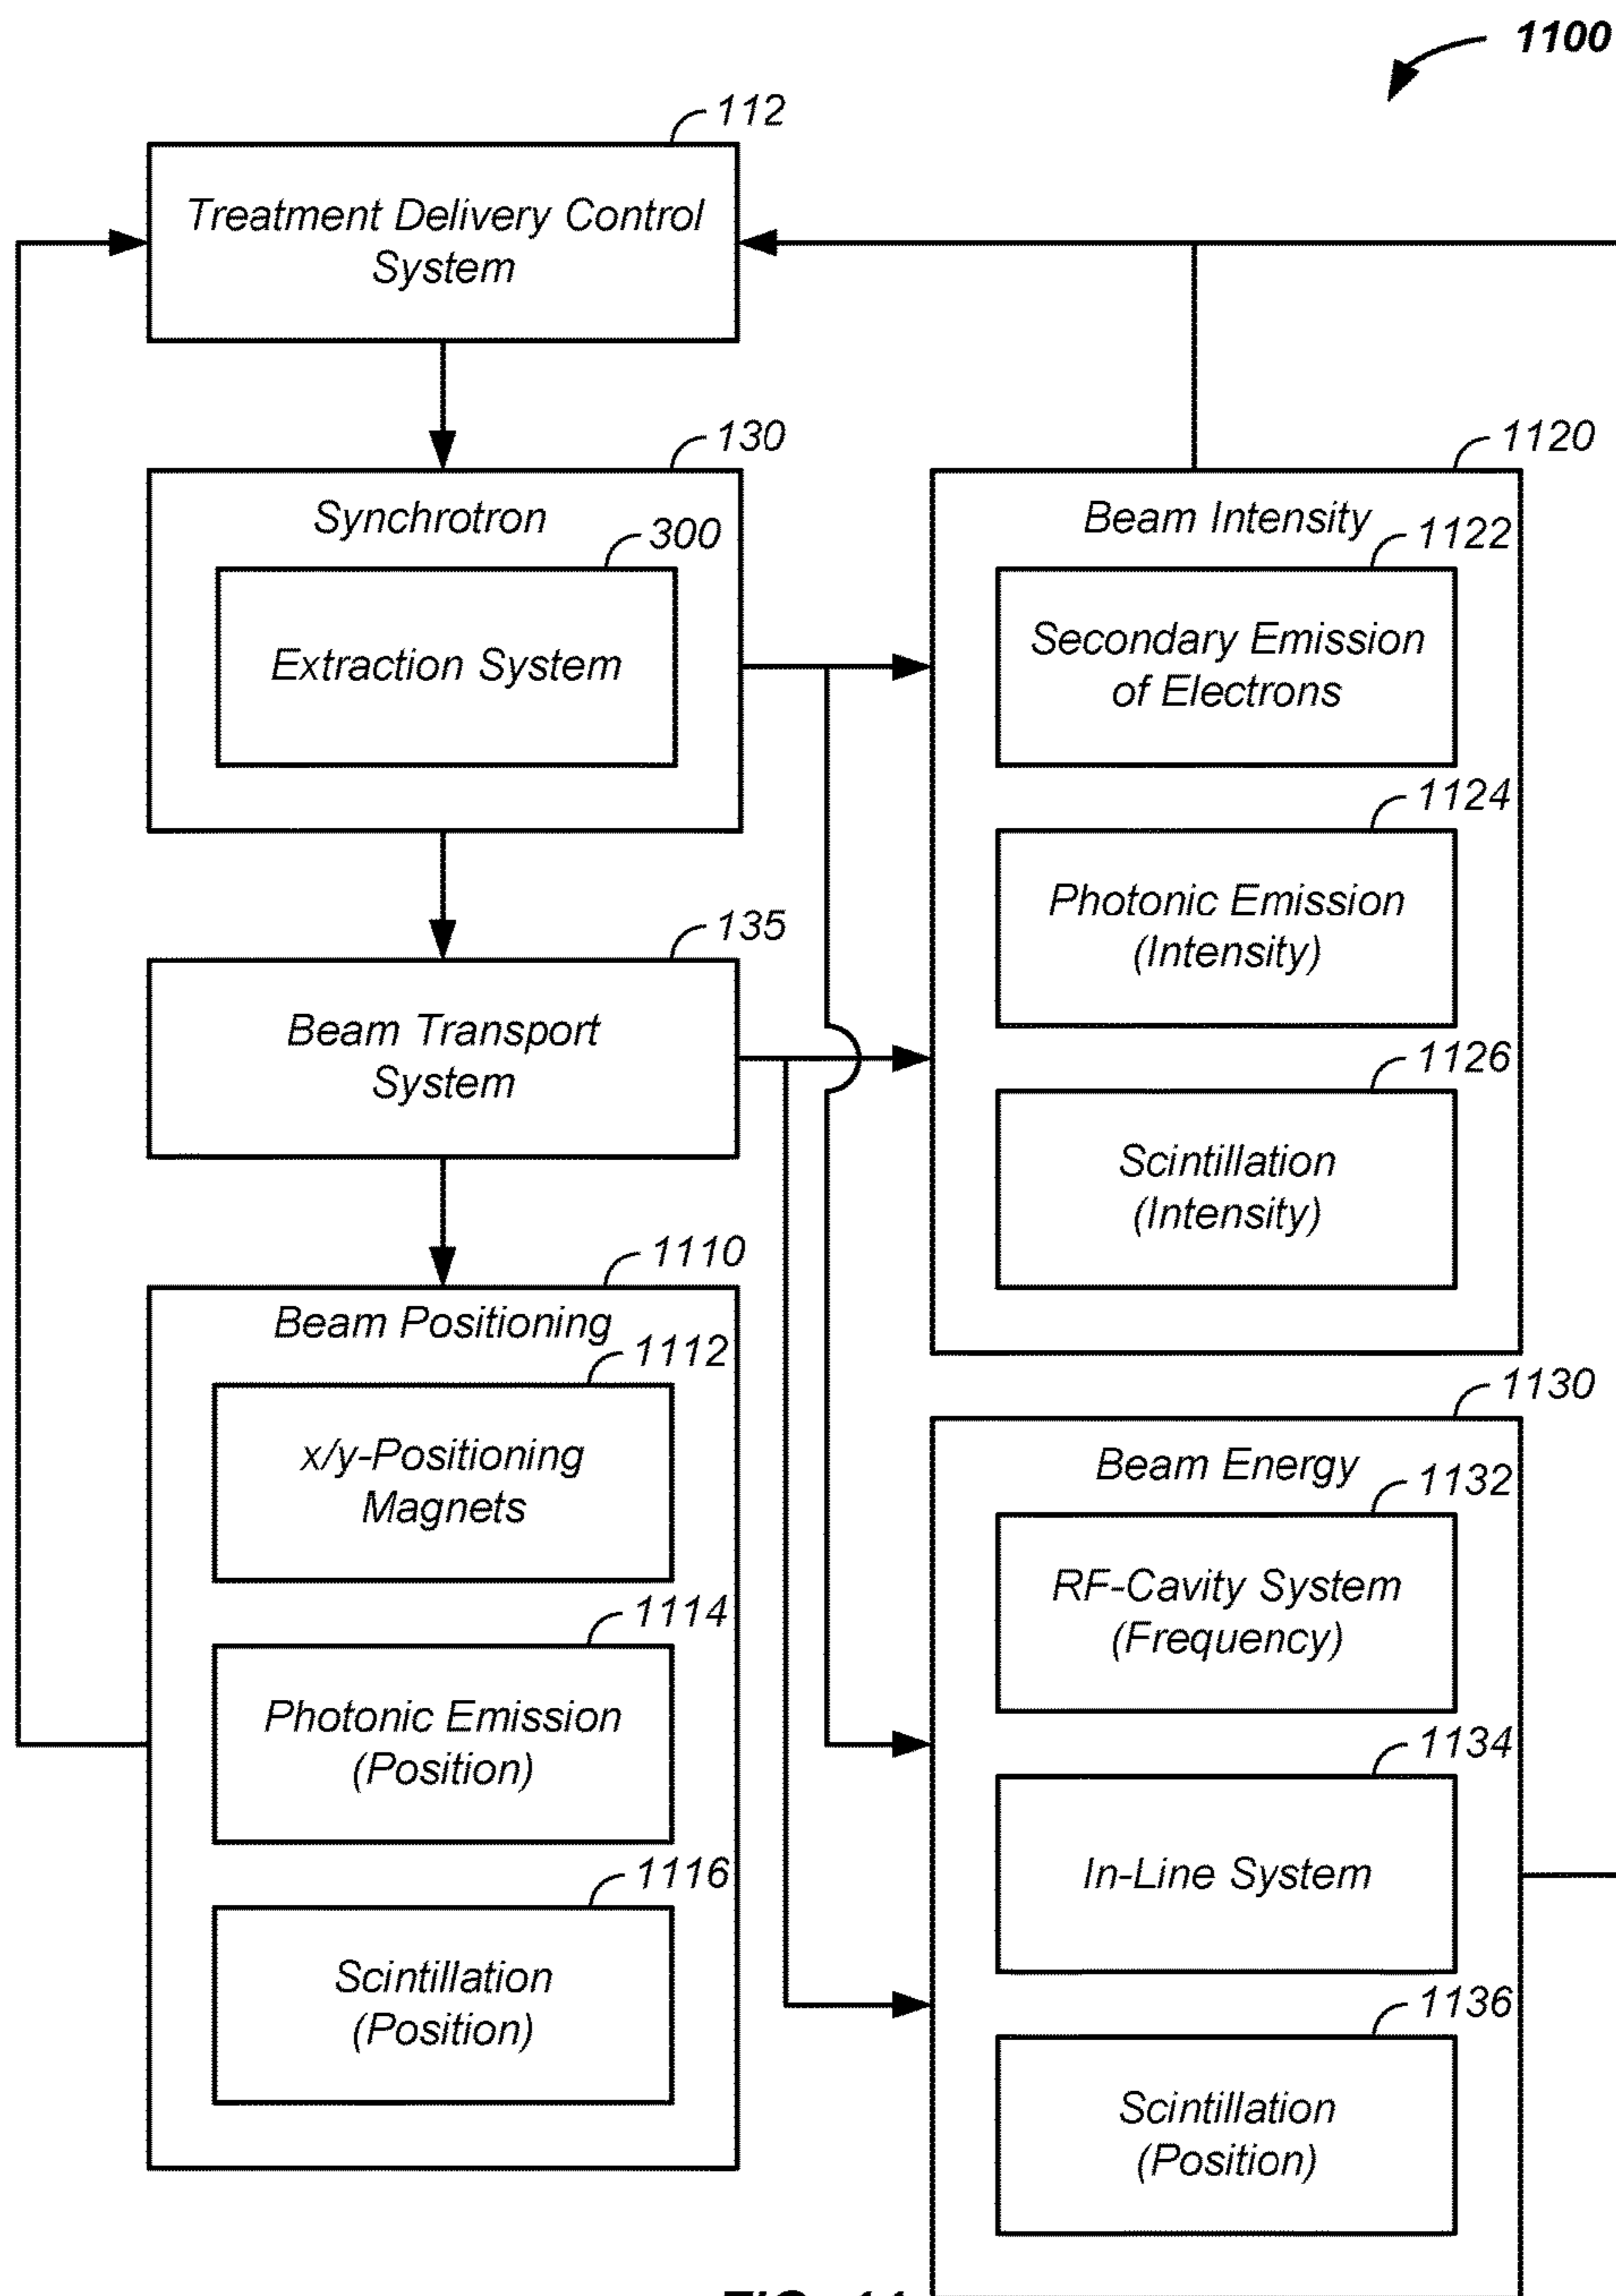 1100
112
Treatment Delivery Control
System
130
Synchrotron
300
Extraction System
135
Beam Transport
System
1110
Beam Positioning
1112
x/y-Positioning
Magnets
1114
Photonic Emission
(Position)
1116
Scintillation
(Position)
1120
Beam Intensity
1122
Secondary Emission
of Electrons
1124
Photonic Emission
(Intensity)
1126
Scintillation
(Intensity)
1130
Beam Energy
1132
RF-Cavity System
(Frequency)
1134
In-Line System
1136
Scintillation
(Position)